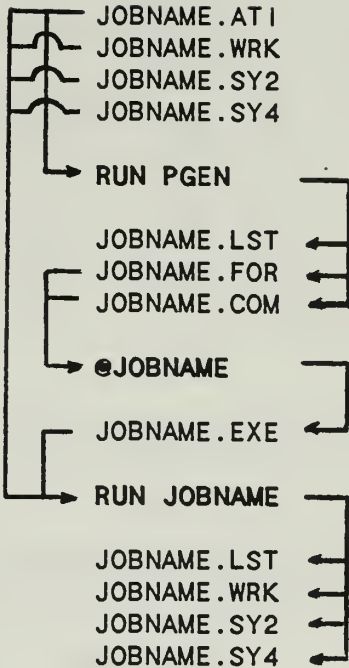 JOBNAME.ATI
JOBNAME.WRK
JOBNAME.SY2
JOBNAME.SY4
RUN PGEN
JOBNAME.LST
JOBNAME.FOR
JOBNAME.COM
@JOBNAME
JOBNAME.EXE
RUN JOBNAME
JOBNAME.LST
JOBNAME.WRK
JOBNAME.SY2
JOBNAME.SY4